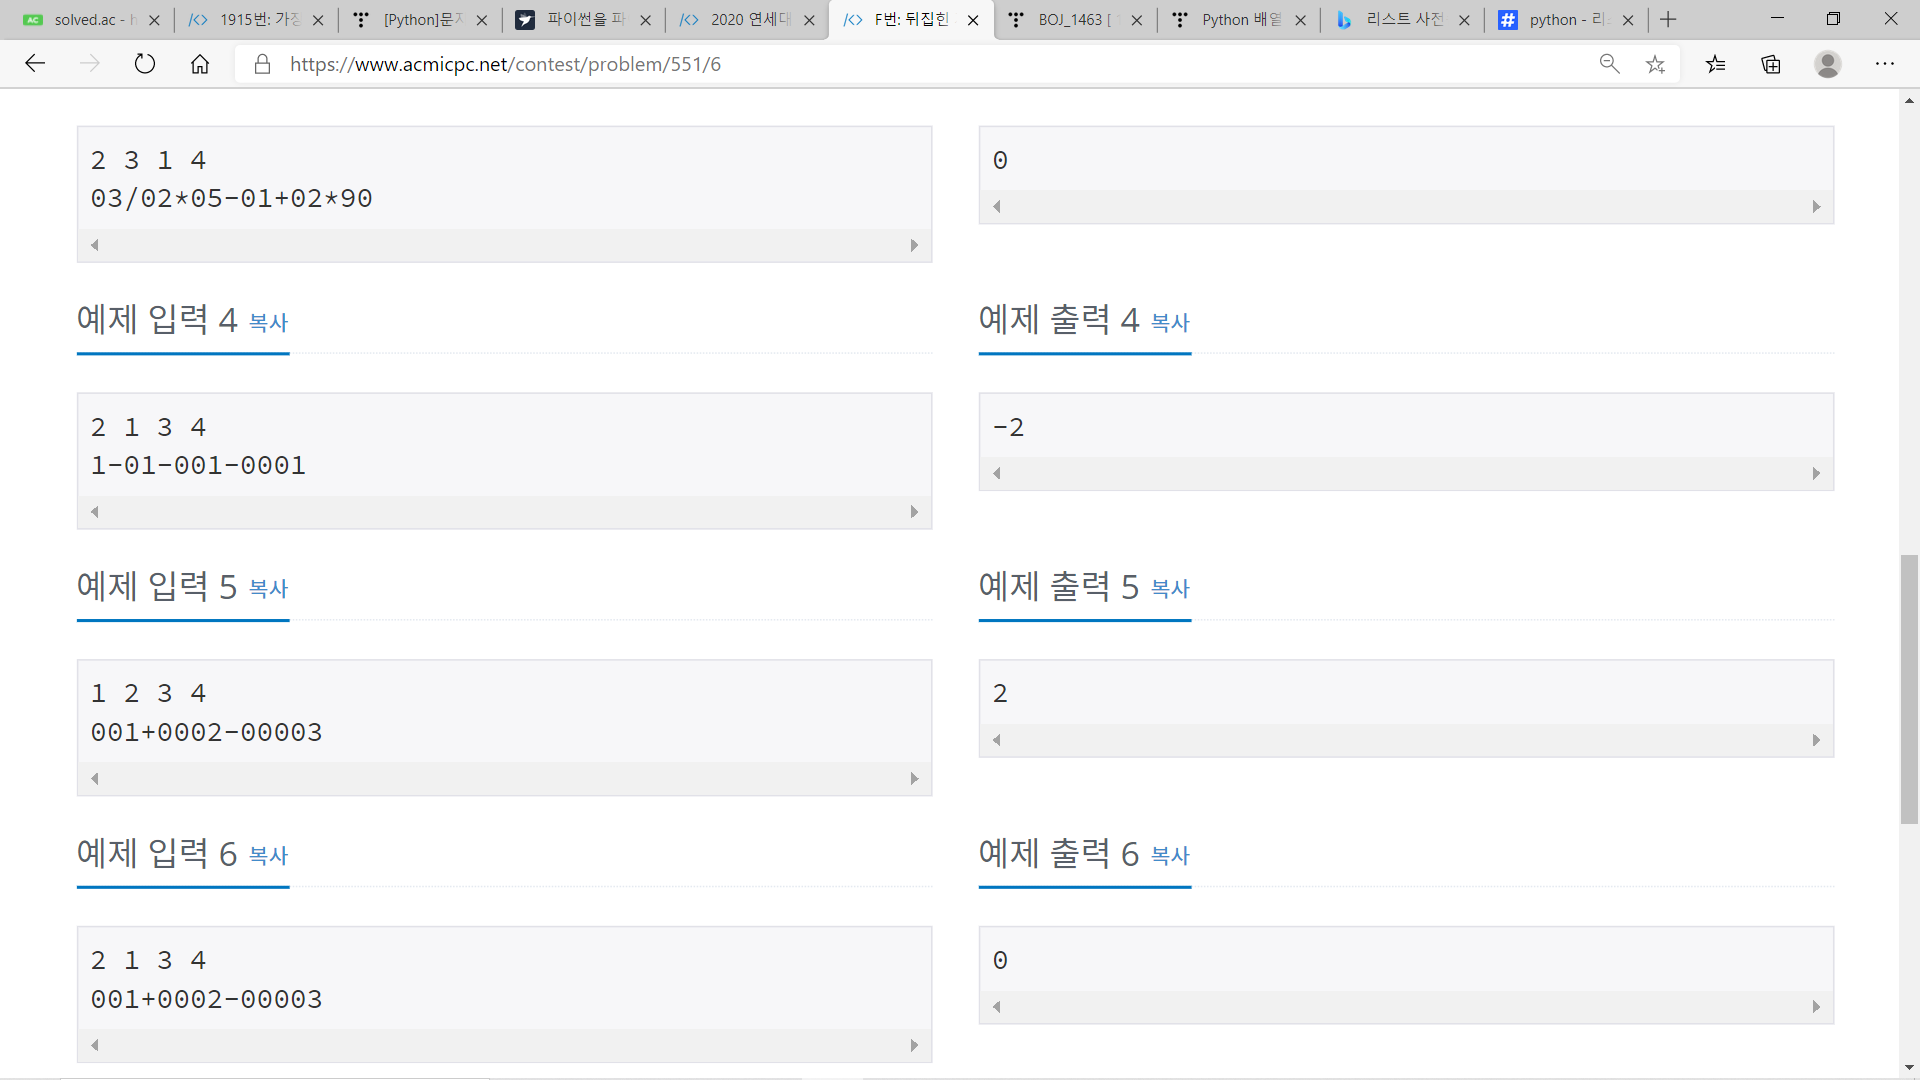 solved.ac - h
1915번: 가장
[Python]문자
파이썬을 파
2020 연세대
F번: 뒤집힌
BOJ_1463 [
Python 배열
리스트 사전
python - 리스
https://www.acmicpc.net/contest/problem/551/6
2 3 1 4
03/02*05-01+02*90
0
예제 입력 4 복사
예제 출력 4 복사
2 1 3 4
1-01-001-0001
-2
예제 입력 5 복사
예제 출력 5 복사
1 2 3 4
001+0002-00003
2
예제 입력 6 복사
예제 출력 6 복사
2 1 3 4
001+0002-00003
0